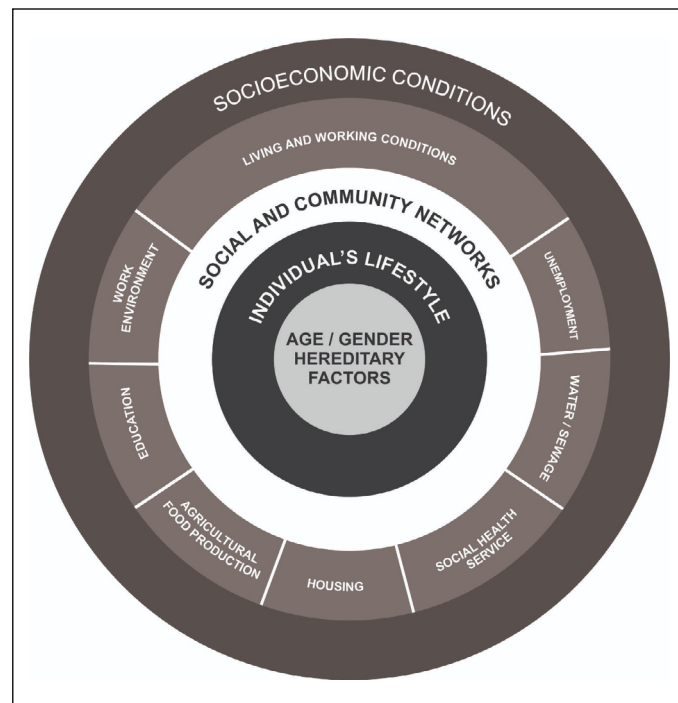 SOCIOECONOMIC CONDITIONS
LIVING AND WORKING CONDITIONS
SOCIAL AND COMMUNITY NETWORKS
INDIVIDUAL'S LIFESTYLE
AGE / GENDER
HEREDITARY
FACTORS
WORK
ENVIRONMENT
UNEMPLOYMENT
EDUCATION
WATER / SEWAGE
AGRICULTURAL
FOOD PRODUCTION
HOUSING
SOCIAL HEALTH
SERVICE